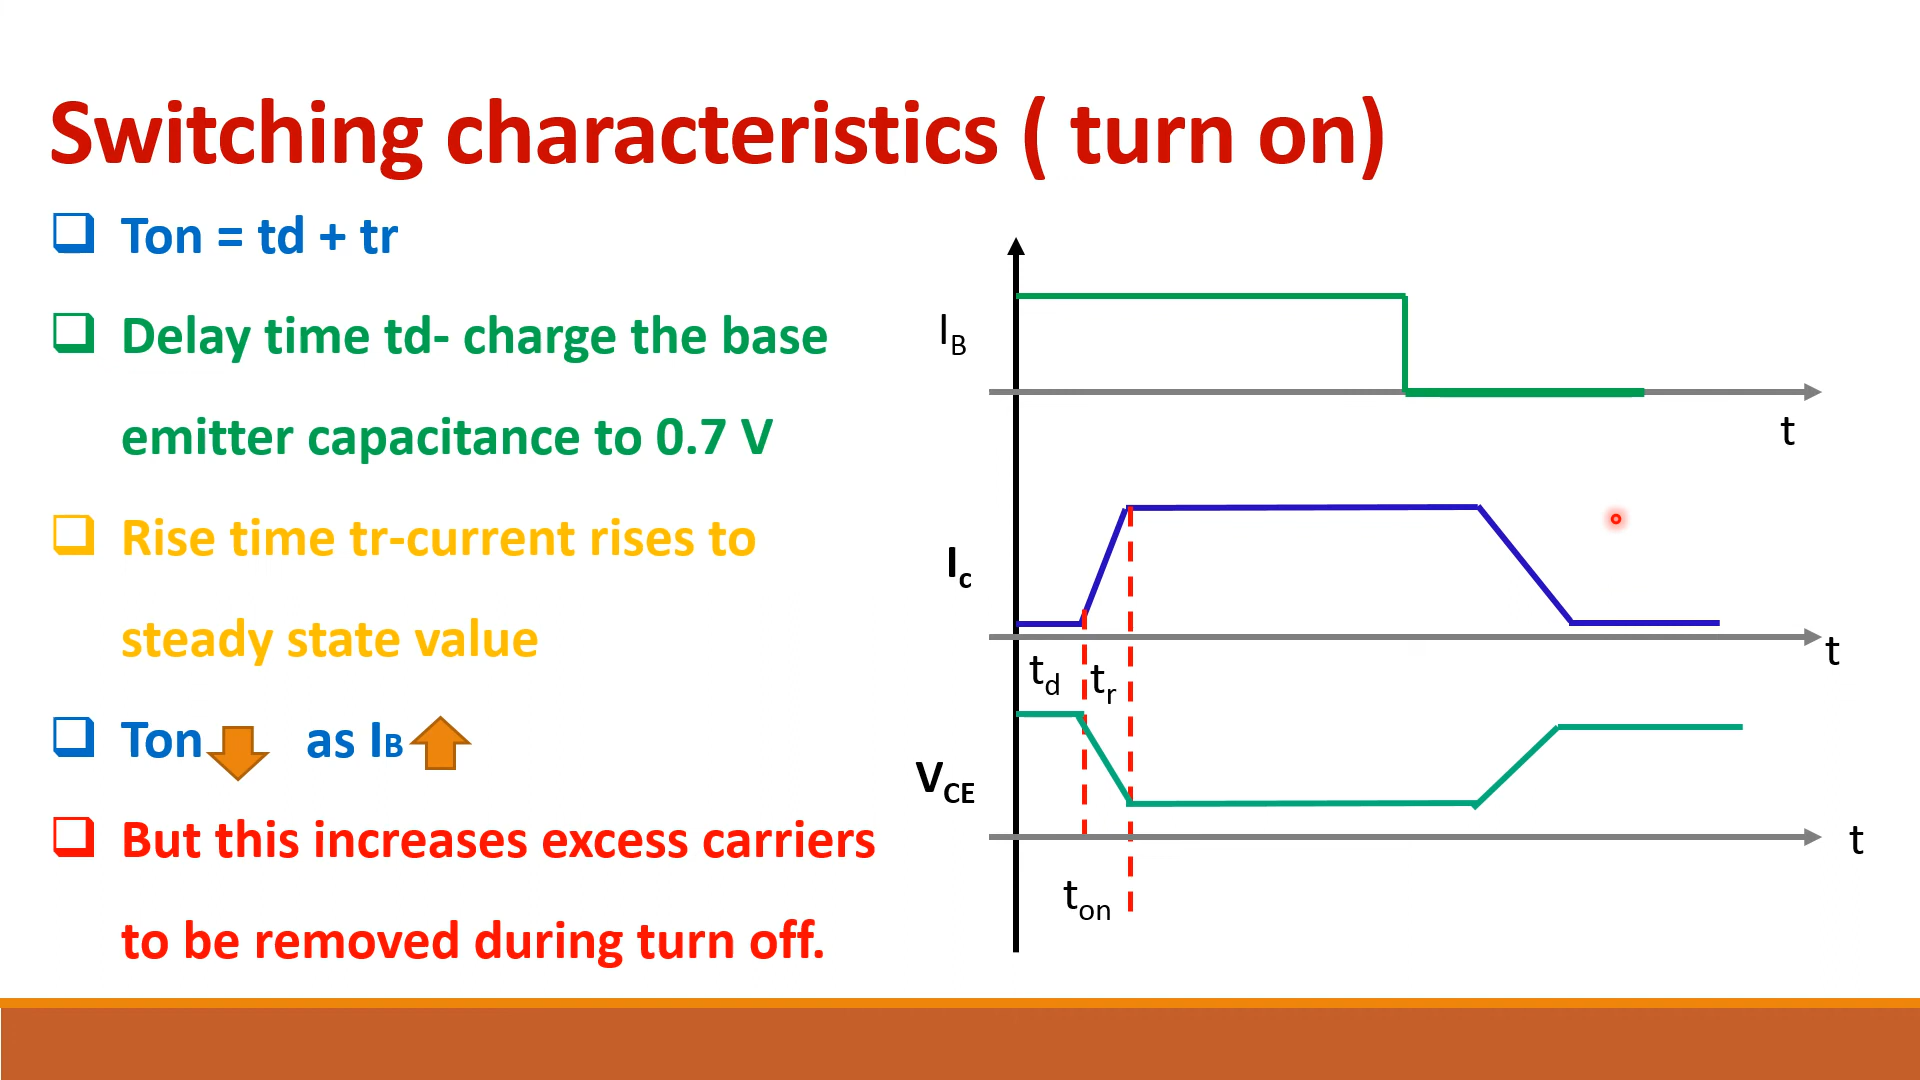 Switching characteristics ( turn on)
Ton = td + tr
Delay time td- charge the base
emitter capacitance to 0.7 V
Rise time tr-current rises to
steady state value
Ton as IB
But this increases excess carriers
to be removed during turn off.
IB
t
Ic
t
td tr
VCE
t
ton